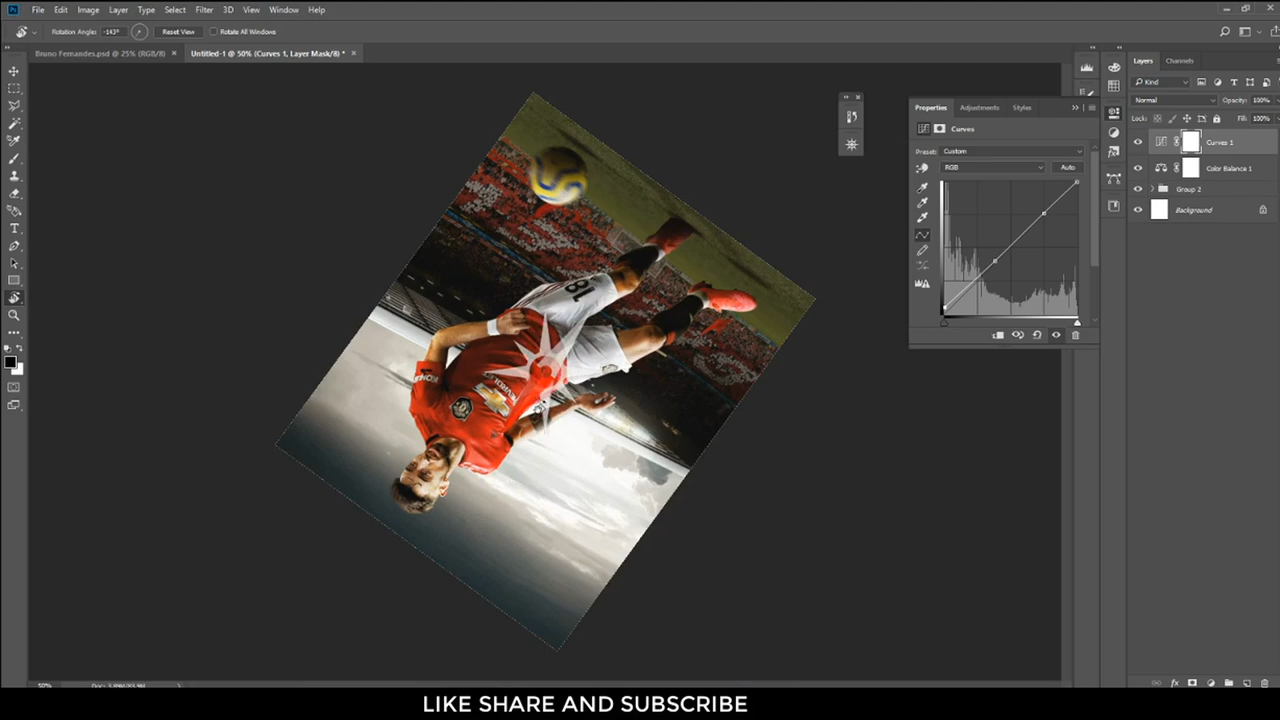 File Edit Image Layer Type Select Filter 3D View Window Help
Rotation Angle: -143° Reset View Rotate All Windows
Bruno Fernandes.psd @ 25% (RGB/8) × Untitled-1 @ 50% (Curves 1, Layer Mask/8) * ×
Layers Channels
Kind
Normal Opacity: 100%
Lock: Fill: 100%
Curves 1
Color Balance 1
Group 2
Background
Properties Adjustments Styles
Curves
Preset: Custom
RGB Auto
18
50%
LIKE SHARE AND SUBSCRIBE